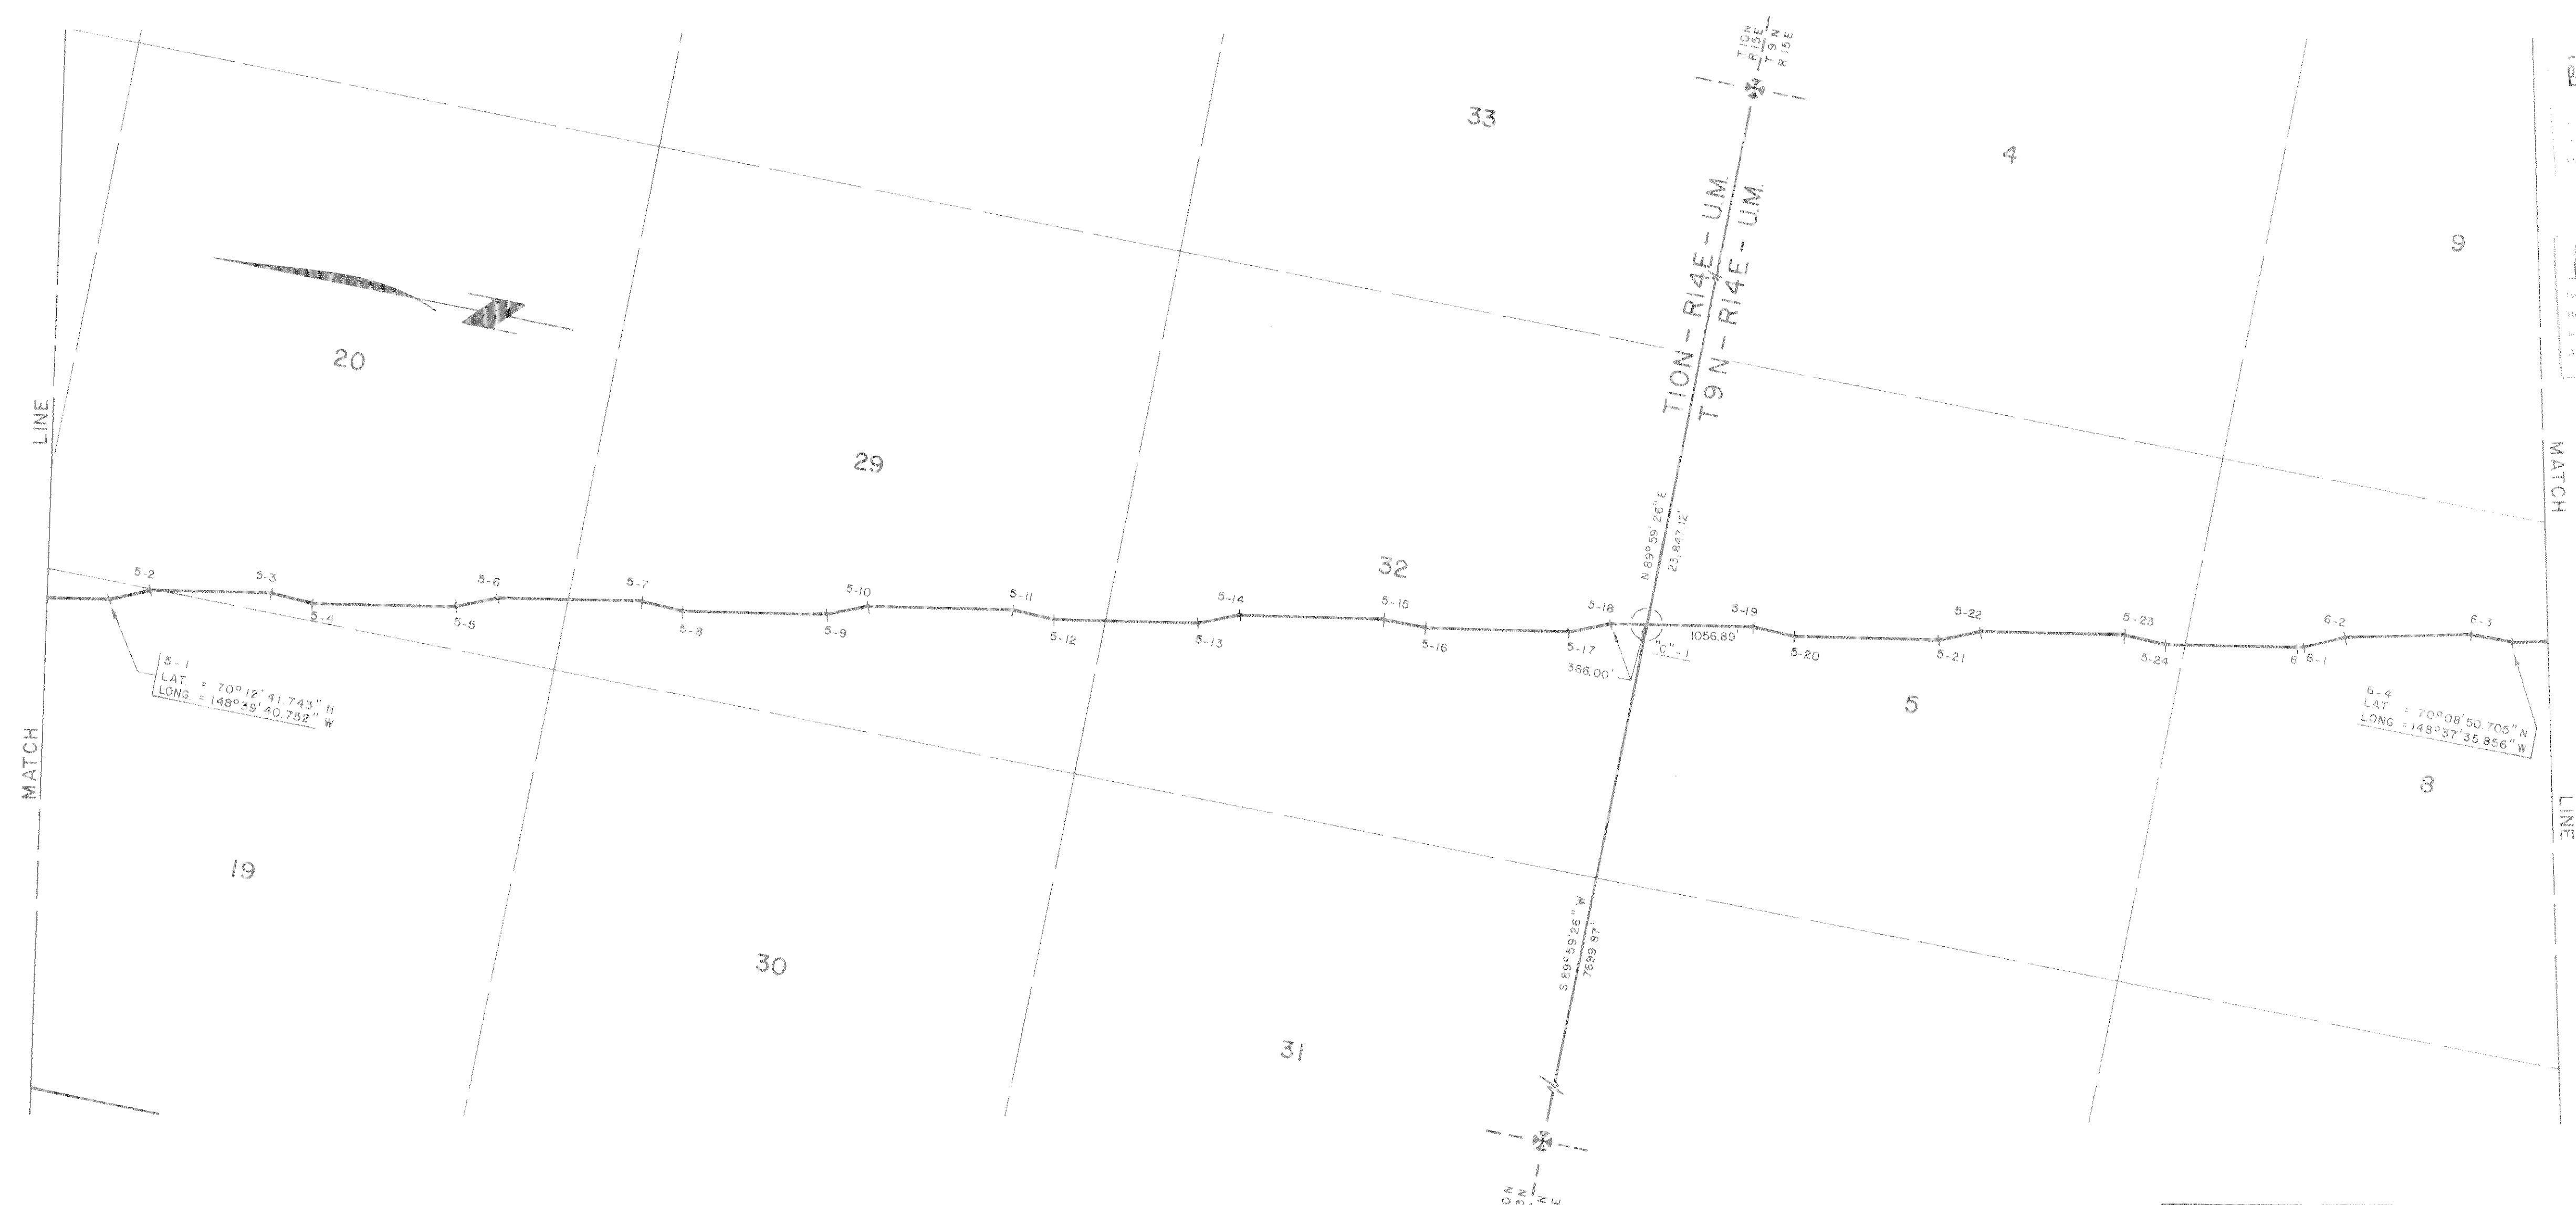 T10N
R15E
T9N
R15E
33
4
9
T10N - R14E - U.M.
T9N - R14E - U.M.
20
LINE
MATCH
29
32
N 89°59'26" E
23,847.12'
MATCH
LINE
5-2
5-3
5-4
5-5
5-6
5-7
5-8
5-9
5-10
5-11
5-12
5-13
5-14
5-15
5-16
5-17
5-18
5-19
1056.89'
366.00'
"C"-1
5-20
5-21
5-22
5-23
5-24
6
6-1
6-2
6-3
5-1
LAT = 70°12'41.743" N
LONG = 148°39'40.752" W
6-4
LAT = 70°08'50.705" N
LONG = 148°37'35.856" W
5
8
19
30
31
S 89°59'26" W
7699.87'